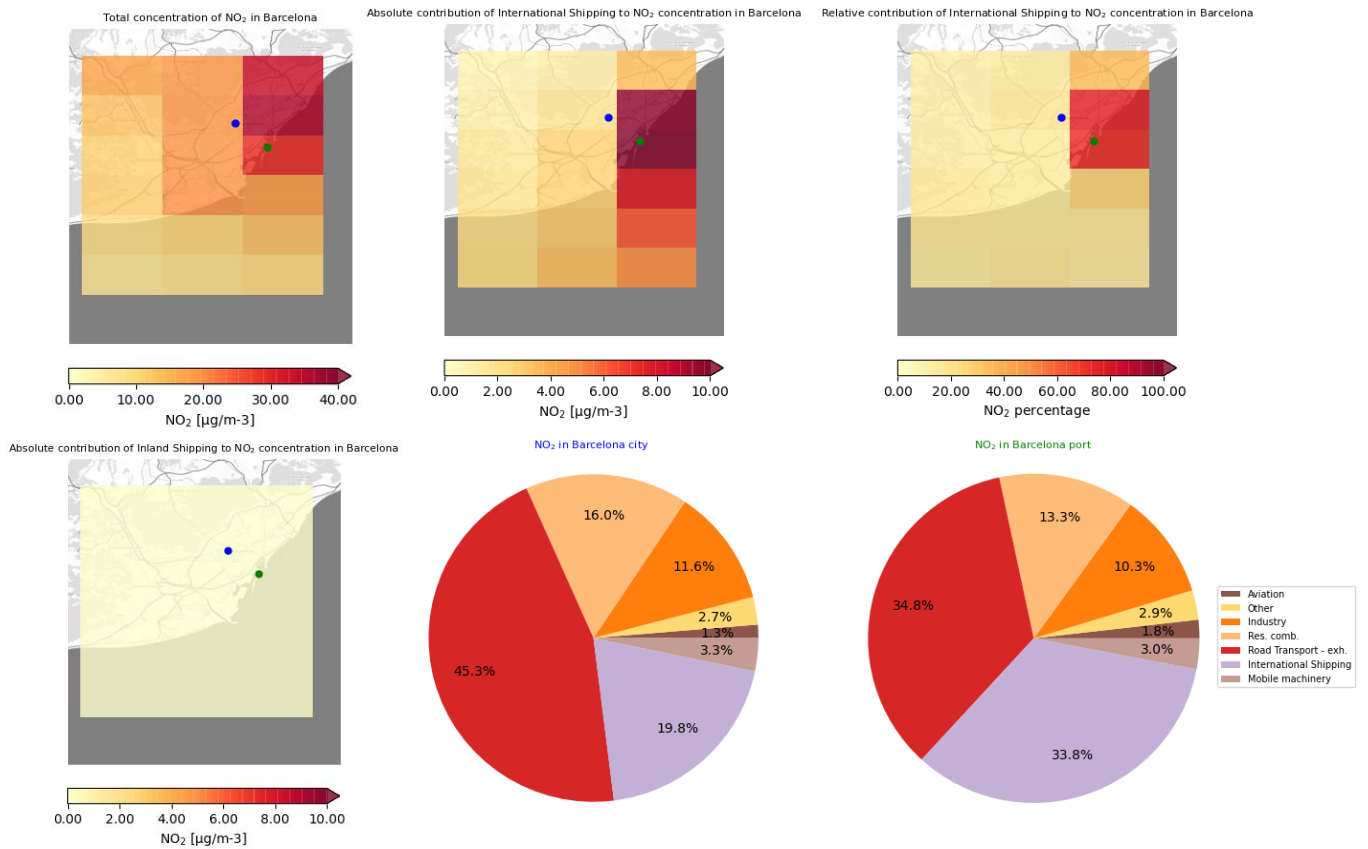 Total concentration of NO₂ in Barcelona
Absolute contribution of International Shipping to NO₂ concentration in Barcelona
Relative contribution of International Shipping to NO₂ concentration in Barcelona
0.00 10.00 20.00 30.00 40.00
NO₂ [µg/m-3]
0.00 2.00 4.00 6.00 8.00 10.00
NO₂ [µg/m-3]
0.00 20.00 40.00 60.00 80.00 100.00
NO₂ percentage
Absolute contribution of Inland Shipping to NO₂ concentration in Barcelona
0.00 2.00 4.00 6.00 8.00 10.00
NO₂ [µg/m-3]
NO₂ in Barcelona city
16.0%
11.6%
2.7%
1.3%
3.3%
45.3%
19.8%
NO₂ in Barcelona port
13.3%
10.3%
34.8%
2.9%
1.8%
3.0%
33.8%
Aviation
Other
Industry
Res. comb.
Road Transport - exh.
International Shipping
Mobile machinery